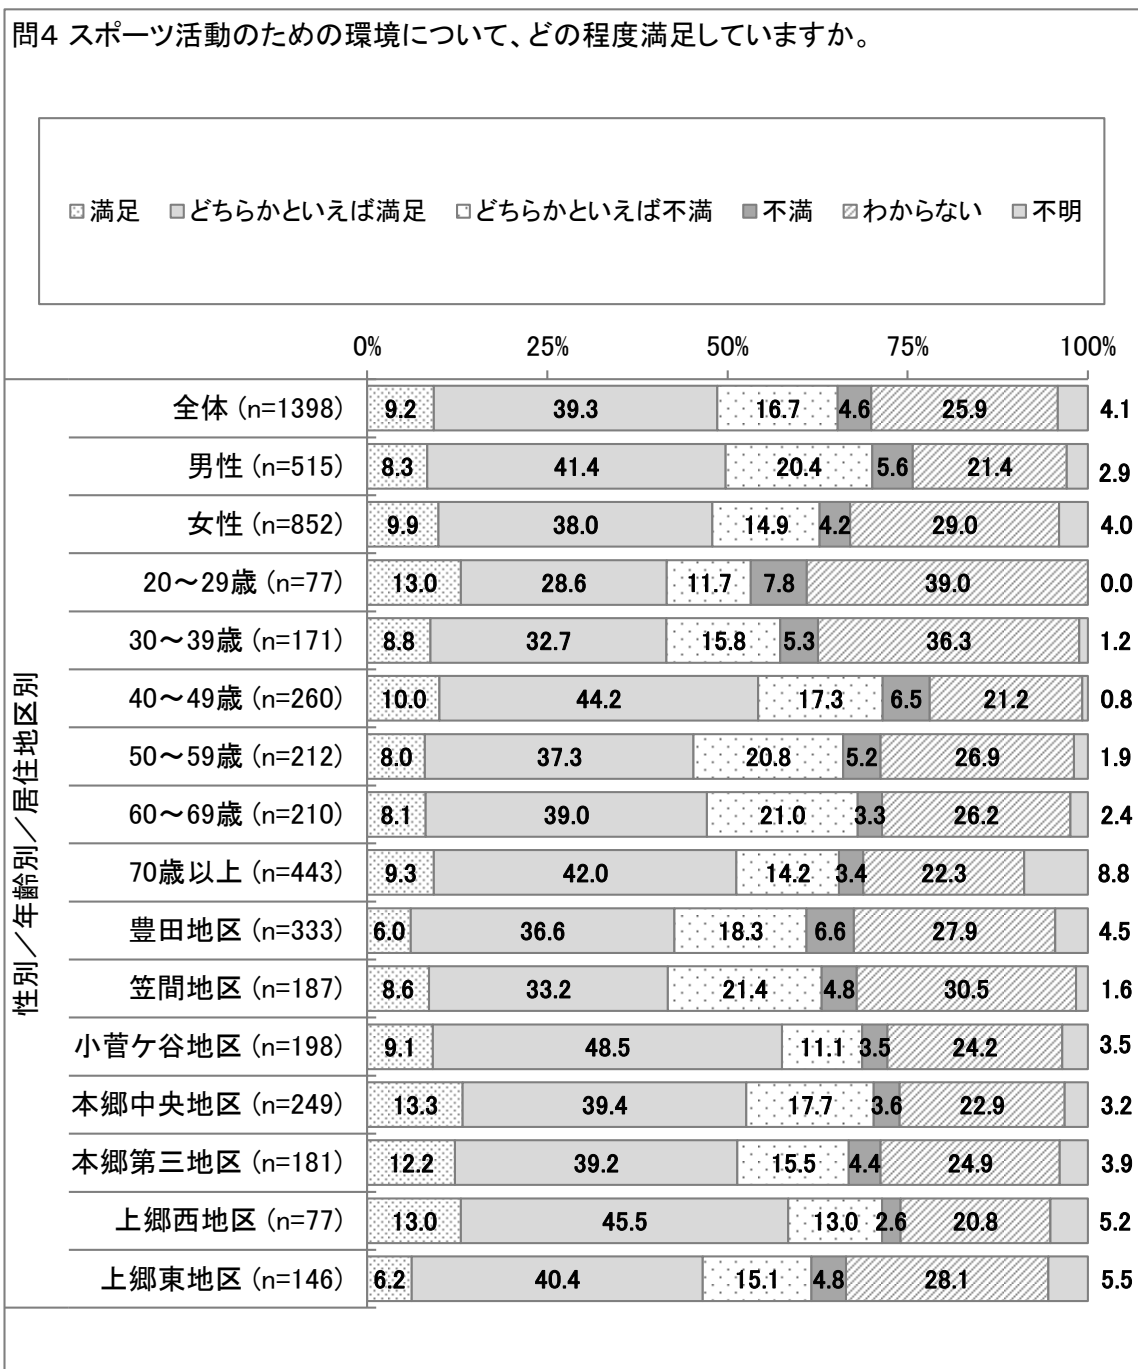 問4 スポーツ活動のための環境について、どの程度満足していますか。
満足 どちらかといえば満足 どちらかといえば不満 不満 わからない 不明
0% 25% 50% 75% 100%
性別／年齢別／居住地区別
全体 (n=1398) 9.2 39.3 16.7 4.6 25.9 4.1
男性 (n=515) 8.3 41.4 20.4 5.6 21.4 2.9
女性 (n=852) 9.9 38.0 14.9 4.2 29.0 4.0
20～29歳 (n=77) 13.0 28.6 11.7 7.8 39.0 0.0
30～39歳 (n=171) 8.8 32.7 15.8 5.3 36.3 1.2
40～49歳 (n=260) 10.0 44.2 17.3 6.5 21.2 0.8
50～59歳 (n=212) 8.0 37.3 20.8 5.2 26.9 1.9
60～69歳 (n=210) 8.1 39.0 21.0 3.3 26.2 2.4
70歳以上 (n=443) 9.3 42.0 14.2 3.4 22.3 8.8
豊田地区 (n=333) 6.0 36.6 18.3 6.6 27.9 4.5
笠間地区 (n=187) 8.6 33.2 21.4 4.8 30.5 1.6
小菅ケ谷地区 (n=198) 9.1 48.5 11.1 3.5 24.2 3.5
本郷中央地区 (n=249) 13.3 39.4 17.7 3.6 22.9 3.2
本郷第三地区 (n=181) 12.2 39.2 15.5 4.4 24.9 3.9
上郷西地区 (n=77) 13.0 45.5 13.0 2.6 20.8 5.2
上郷東地区 (n=146) 6.2 40.4 15.1 4.8 28.1 5.5